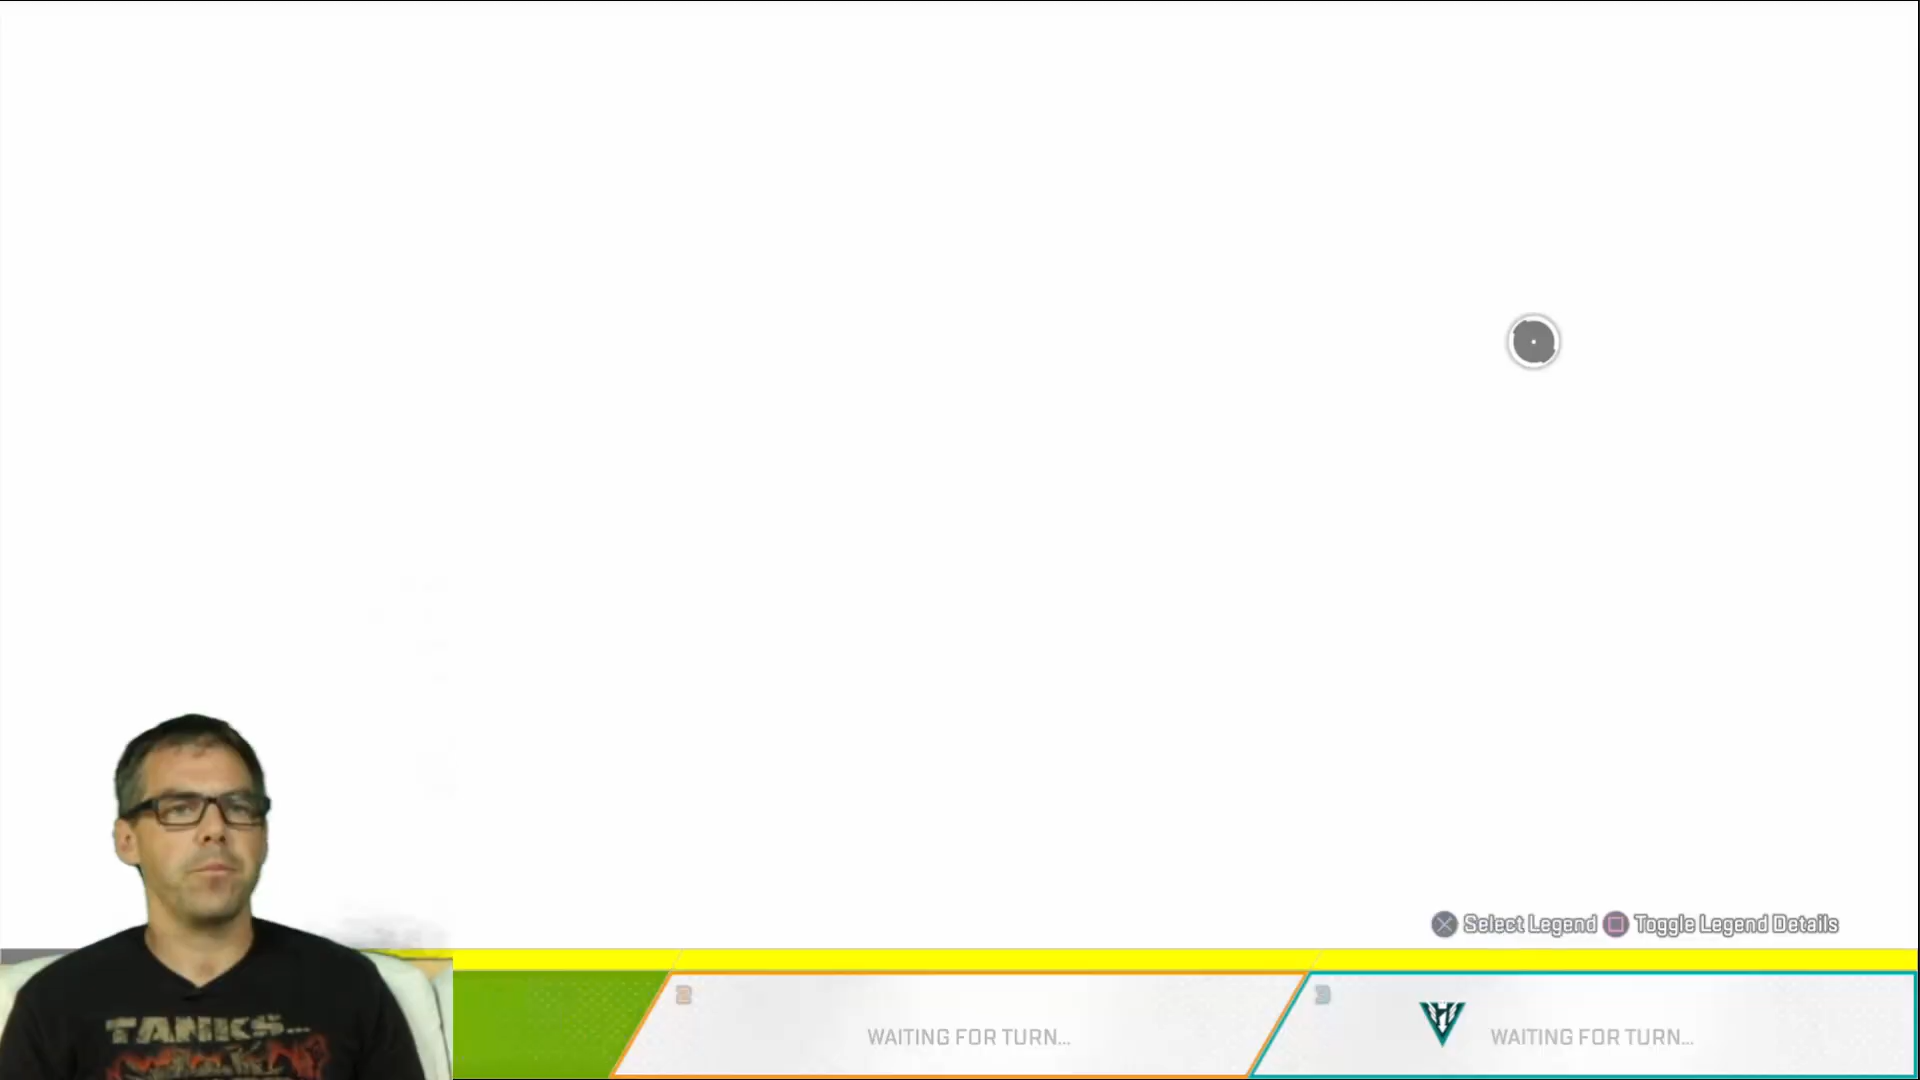 Select Legend Toggle Legend Details
2
WAITING FOR TURN...
3
WAITING FOR TURN...
TANKS...